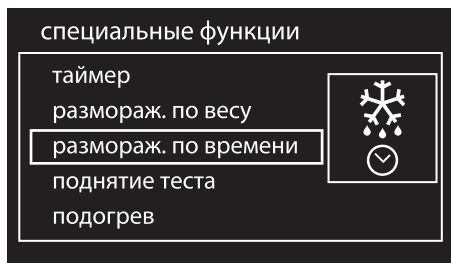 специальные функции
таймер
размораж. по весу
размораж. по времени
поднятие теста
подогрев